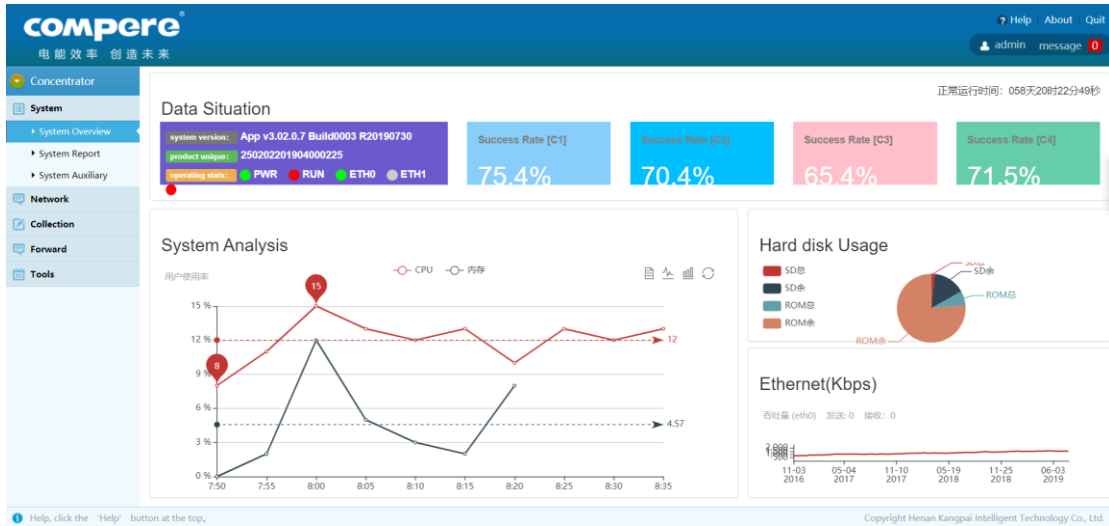 compere®
电能效率 创造未来
? Help About Quit
admin message 0
Concentrator
System
System Overview
System Report
System Auxiliary
Network
Collection
Forward
Tools
正常运行时间：058天20时22分49秒
Data Situation
system version: App v3.02.0.7 Build0003 R20190730
product unique: 250202201904000225
operating stats: PWR RUN ETH0 ETH1
Success Rate [C1]
75.4%
Success Rate [C2]
70.4%
Success Rate [C3]
65.4%
Success Rate [C4]
71.5%
System Analysis
用户使用率
CPU 内存
15 %
12 %
9 %
6 %
3 %
0 %
15
8
12
4.57
7:50 7:55 8:00 8:05 8:10 8:15 8:20 8:25 8:30 8:35
Hard disk Usage
SD总
SD余
ROM总
ROM余
SD总
SD余
ROM总
ROM余
Ethernet(Kbps)
吞吐量 (eth0) 发送: 0 接收: 0
2,000
500
11-03 05-04 11-10 05-19 11-25 06-03
2016 2017 2017 2018 2018 2019
Help, click the 'Help' button at the top。
Copyright Henan Kangpai Intelligent Technology Co., Ltd.